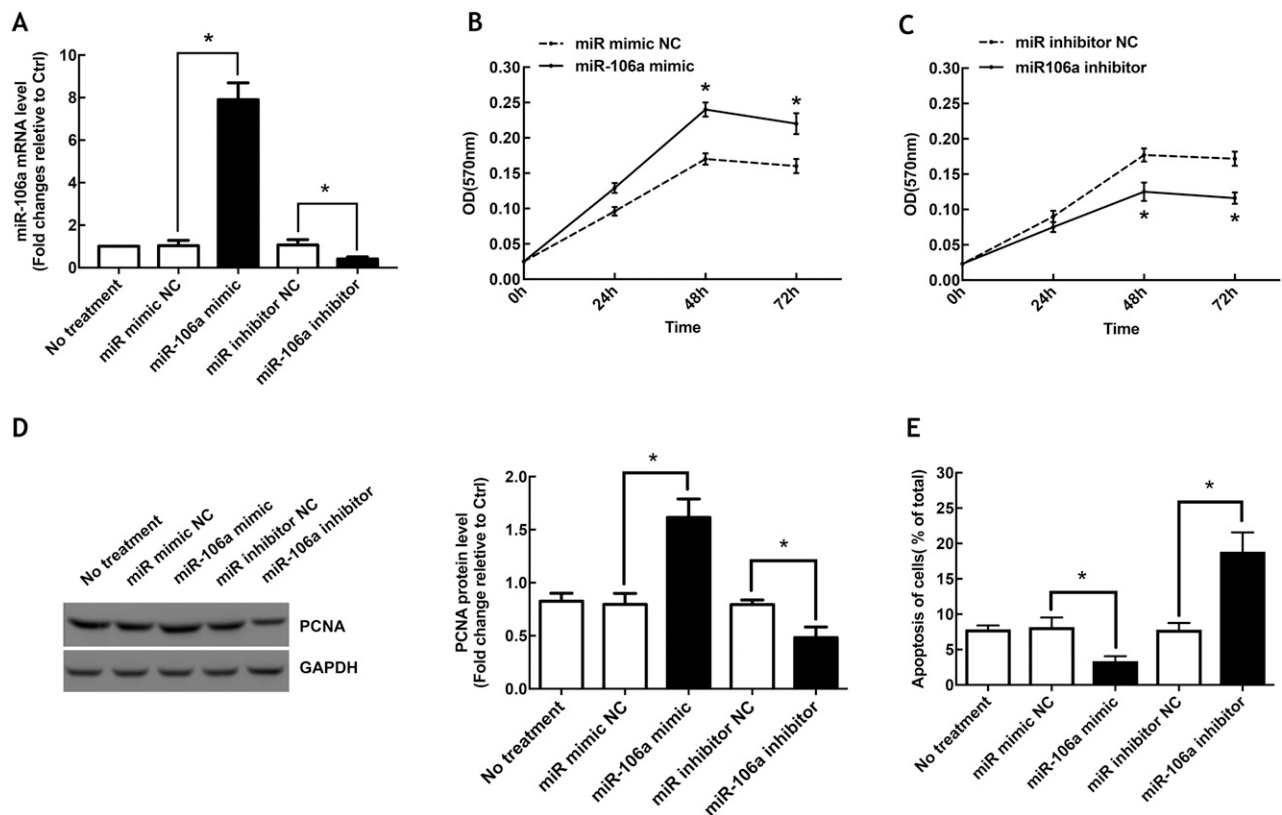 A
miR-106a mRNA level
(Fold changes reletive to Ctrl)
10
8
6
4
2
0
*
*
No treatment
miR mimic NC
miR-106a mimic
miR inhibitor NC
miR-106a inhibitor
B
miR mimic NC
miR-106a mimic
OD(570nm)
0.30
0.25
0.20
0.15
0.10
0.05
0.00
*
*
0h
24h
48h
72h
Time
C
miR inhibitor NC
miR106a inhibitor
OD(570nm)
0.30
0.25
0.20
0.15
0.10
0.05
0.00
*
*
0h
24h
48h
72h
Time
D
No treatment
miR mimic NC
miR-106a mimic
miR inhibitor NC
miR-106a inhibitor
PCNA
GAPDH
PCNA protein level
(Fold change relative to Ctrl)
2.0
1.5
1.0
0.5
0.0
*
*
No treatment
miR mimic NC
miR-106a mimic
miR inhibitor NC
miR-106a inhibitor
E
Apoptosis of cells( % of total)
30
25
20
15
10
5
0
*
*
No treatment
miR mimic NC
miR-106a mimic
miR inhibitor NC
miR-106a inhibitor